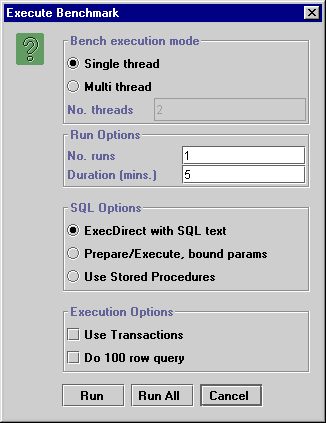 Execute Benchmark
Bench execution mode
Single thread
Multi thread
No. threads 2
Run Options
No. runs 1
Duration (mins.) 5
SQL Options
ExecDirect with SQL text
Prepare/Execute, bound params
Use Stored Procedures
Execution Options
Use Transactions
Do 100 row query
Run Run All Cancel